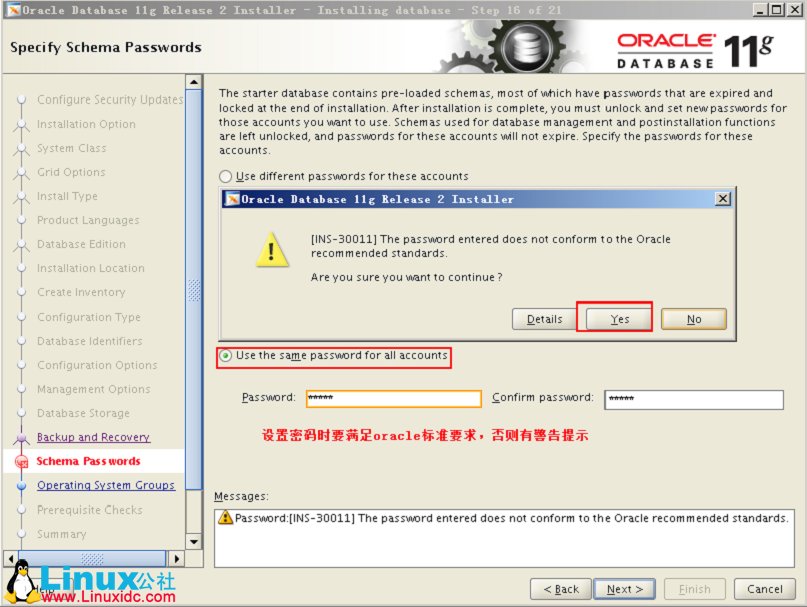 Oracle Database 11g Release 2 Installer - Installing database - Step 16 of 21
Specify Schema Passwords
ORACLE
DATABASE
11g
Configure Security Updates
Installation Option
System Class
Grid Options
Install Type
Product Languages
Database Edition
Installation Location
Create Inventory
Configuration Type
Database Identifiers
Configuration Options
Management Options
Database Storage
Backup and Recovery
Schema Passwords
Operating System Groups
Prerequisite Checks
Summary
The starter database contains pre-loaded schemas, most of which have passwords that are expired and
locked at the end of installation. After installation is complete, you must unlock and set new passwords for
those accounts you want to use. Schemas used for database management and postinstallation functions
are left unlocked, and passwords for these accounts will not expire. Specify the passwords for these
accounts.
Use different passwords for these accounts
Oracle Database 11g Release 2 Installer
[INS-30011] The password entered does not conform to the Oracle
recommended standards.
Are you sure you want to continue?
Details
Yes
No
Use the same password for all accounts
Password: *****
Confirm password: *****
设置密码时要满足oracle标准要求，否则有警告提示
Messages:
Password:[INS-30011] The password entered does not conform to the Oracle recommended standards.
Linux公社
www.Linuxidc.com
Help
< Back
Next >
Finish
Cancel